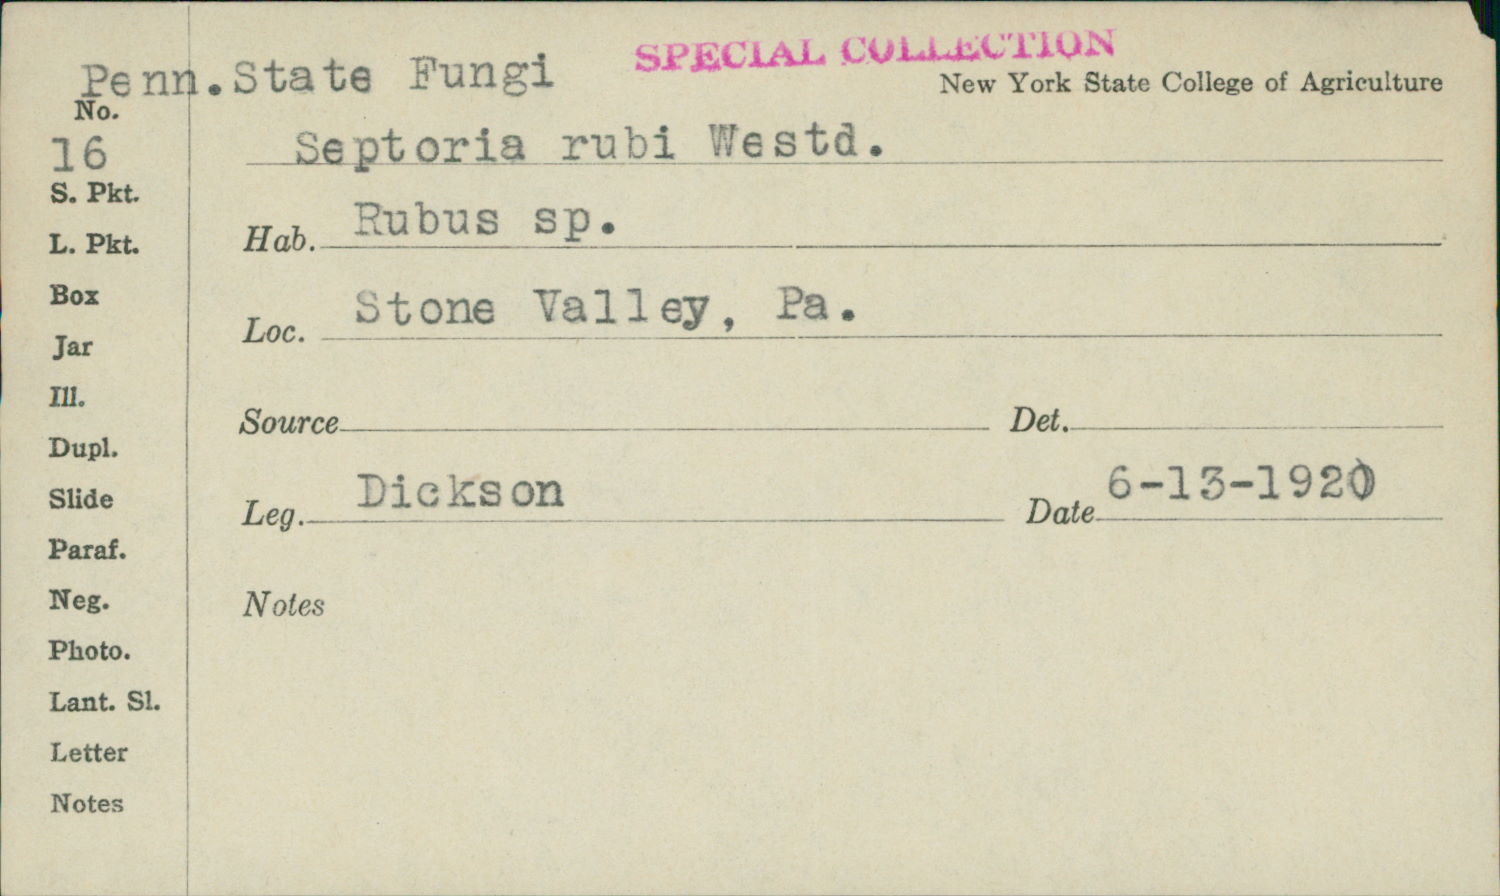 SPECIAL COLLECTION
Penn.State Fungi
New York State College of Agriculture
No.
16
Septoria rubi Westd.
S. Pkt.
Hab. Rubus sp.
L. Pkt.
Box
Loc. Stone Valley, Pa.
Jar
Ill.
Source Det.
Dupl.
Slide
Leg. Dickson Date 6-13-1920
Paraf.
Neg.
Notes
Photo.
Lant. Sl.
Letter
Notes